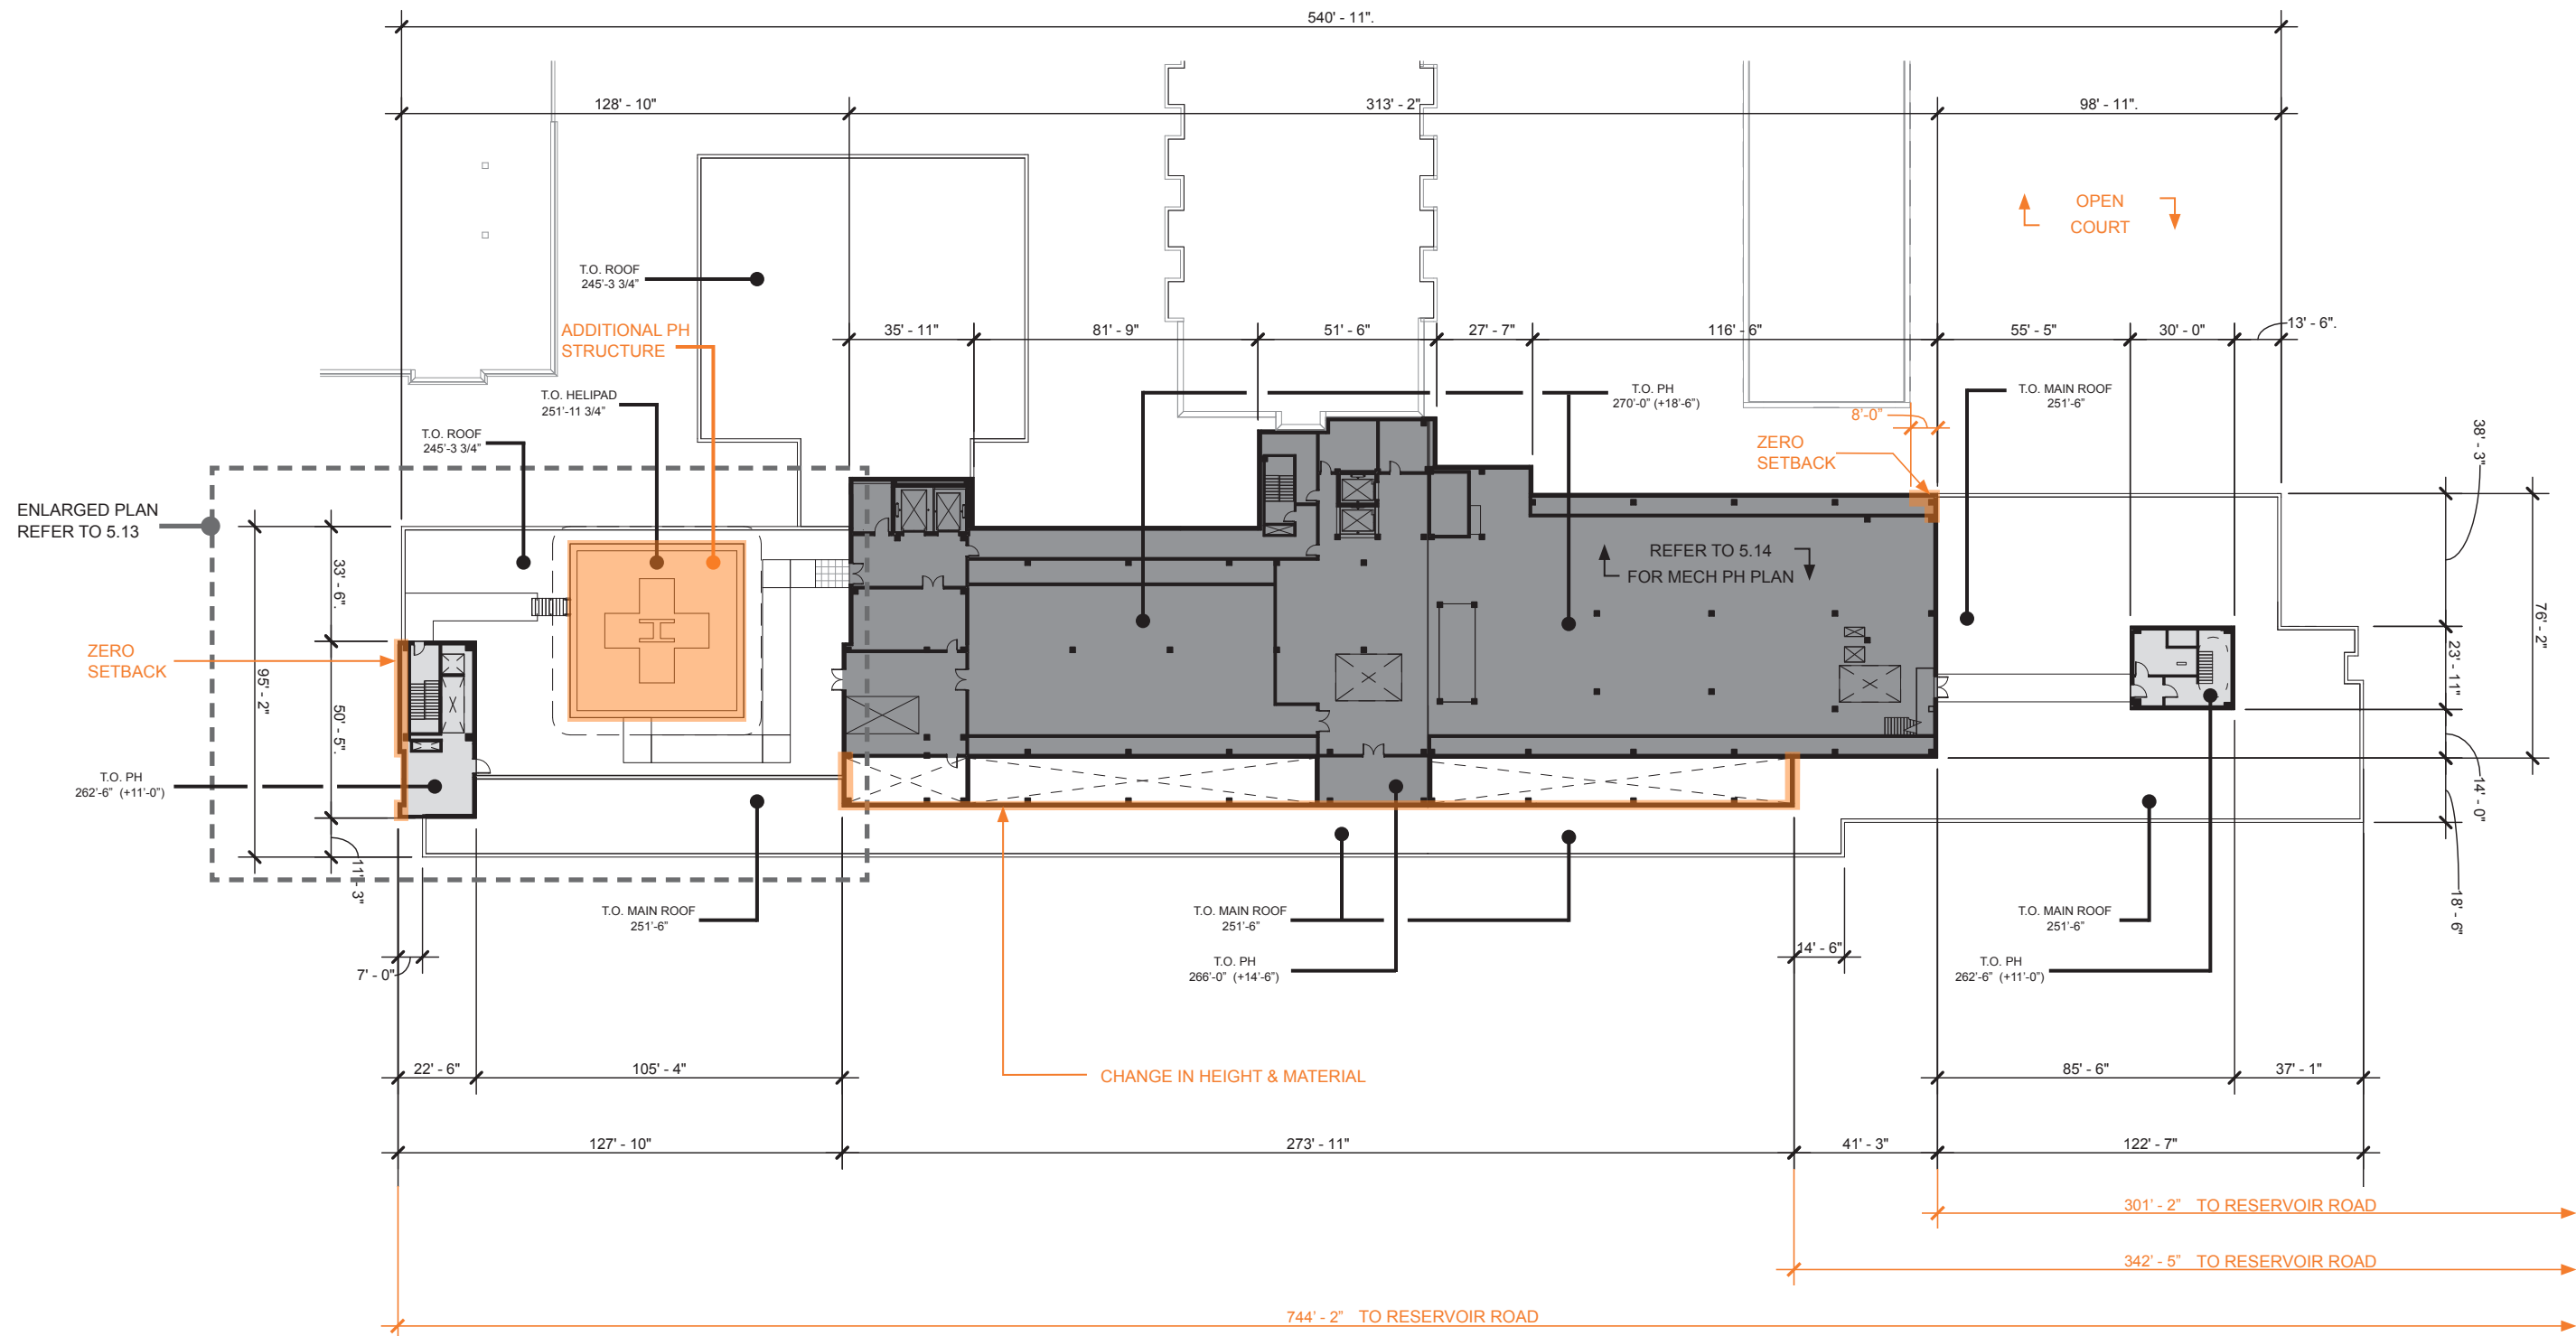 540' - 11".
128' - 10"
313' - 2"
98' - 11".
OPEN
COURT
T.O. ROOF
245'-3 3/4"
ADDITIONAL PH
STRUCTURE
35' - 11"
81' - 9"
51' - 6"
27' - 7"
116' - 6"
55' - 5"
30' - 0"
13' - 6".
T.O. HELIPAD
251'-11 3/4"
T.O. PH
270'-0" (+18'-6")
T.O. MAIN ROOF
251'-6"
8'-0"
T.O. ROOF
245'-3 3/4"
ZERO
SETBACK
38' - 3"
ENLARGED PLAN
REFER TO 5.13
REFER TO 5.14
FOR MECH PH PLAN
33' - 6".
76' - 2"
H
ZERO
SETBACK
95' - 2"
50' - 5".
23' - 11"
T.O. PH
262'-6" (+11'-0")
14' - 0"
11' - 3"
18' - 6"
T.O. MAIN ROOF
251'-6"
T.O. MAIN ROOF
251'-6"
T.O. MAIN ROOF
251'-6"
14' - 6"
7' - 0"
T.O. PH
266'-0" (+14'-6")
T.O. PH
262'-6" (+11'-0")
22' - 6"
105' - 4"
CHANGE IN HEIGHT & MATERIAL
85' - 6"
37' - 1"
127' - 10"
273' - 11"
41' - 3"
122' - 7"
301' - 2" TO RESERVOIR ROAD
342' - 5" TO RESERVOIR ROAD
744' - 2" TO RESERVOIR ROAD